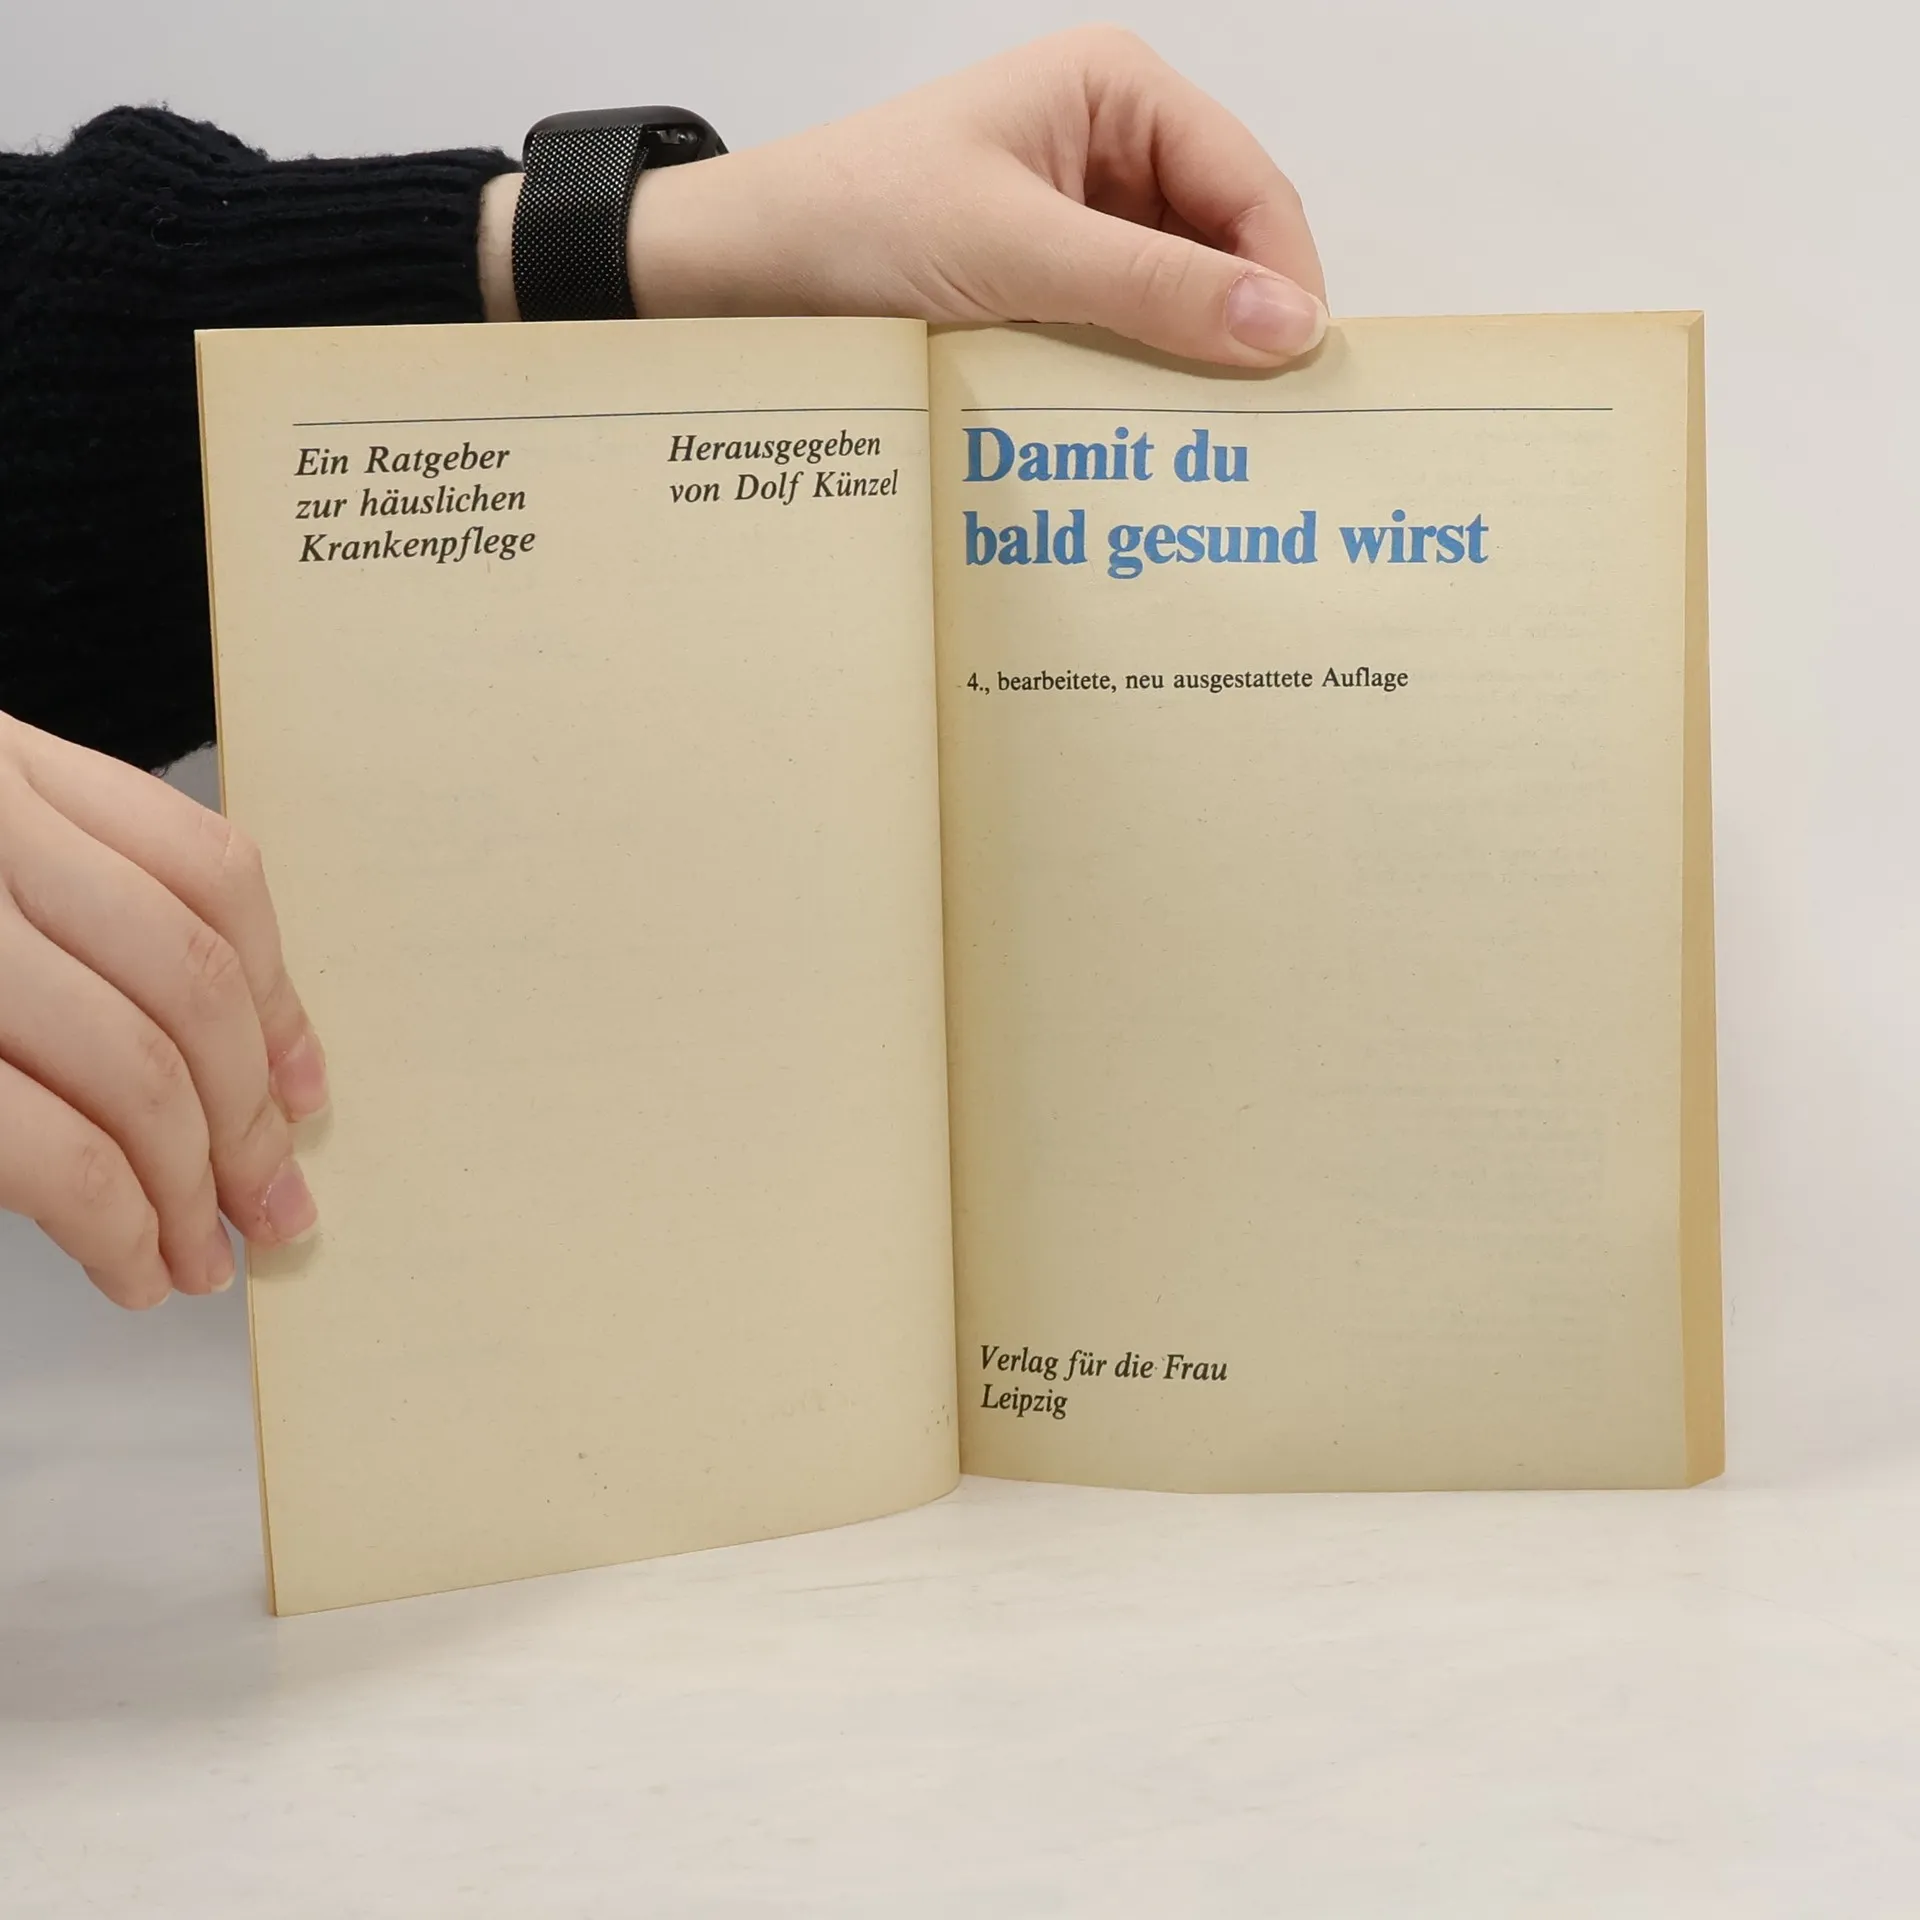 Ein Ratgeber
zur häuslichen
Krankenpflege
Herausgegeben
von Dolf Künzel
Damit du
bald gesund wirst
4., bearbeitete, neu ausgestattete Auflage
Verlag für die Frau
Leipzig